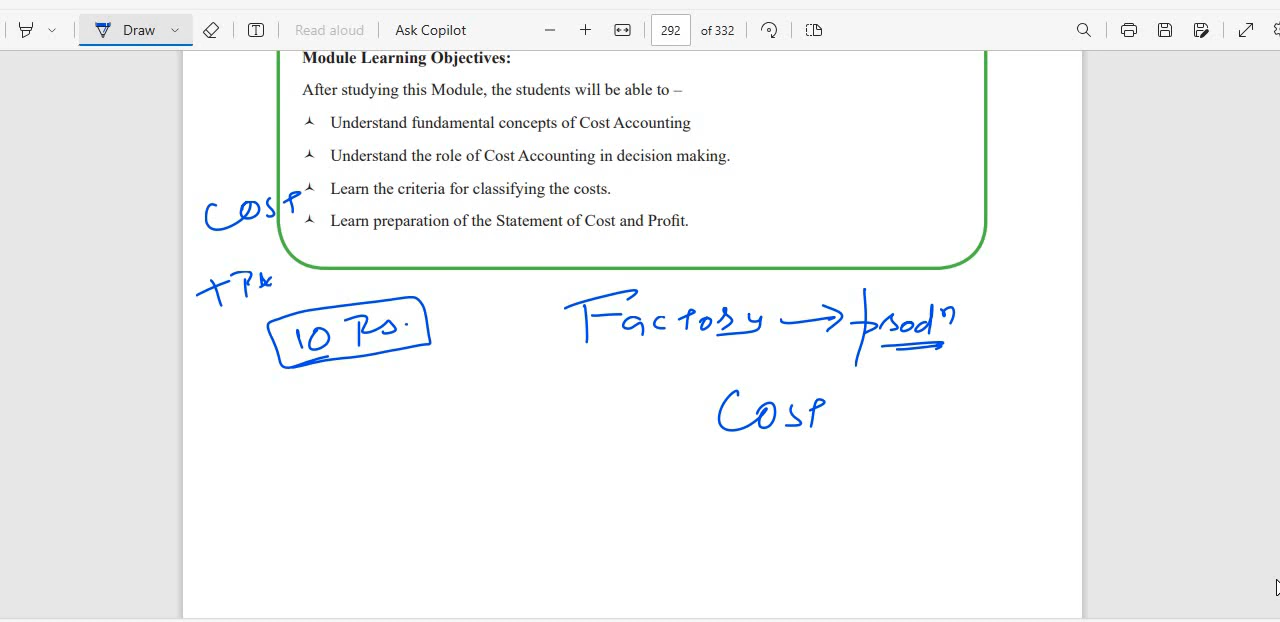 Draw
Read aloud
Ask Copilot
292 of 332
Module Learning Objectives:
After studying this Module, the students will be able to –
Understand fundamental concepts of Cost Accounting
Understand the role of Cost Accounting in decision making.
Learn the criteria for classifying the costs.
Learn preparation of the Statement of Cost and Profit.
Cost
+ Px
10 Rs.
Factory → prodn
Cost